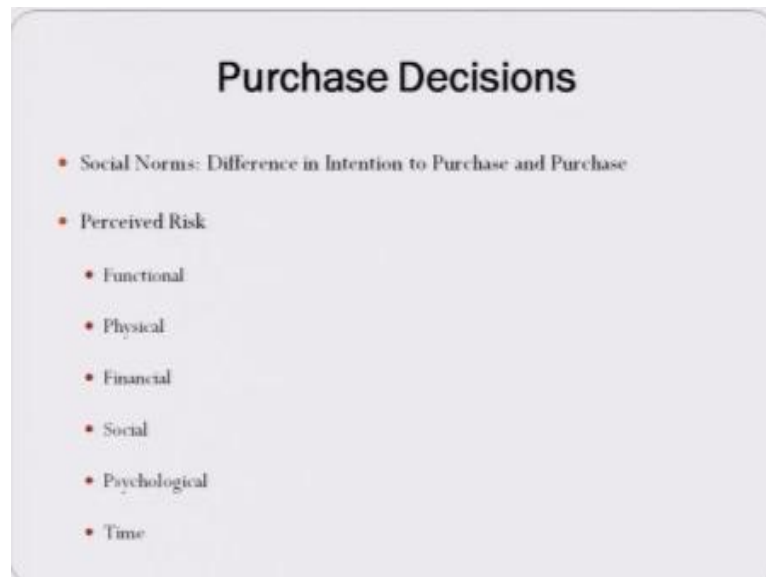 Purchase Decisions
• Social Norms: Difference in Intention to Purchase and Purchase
• Perceived Risk
• Functional
• Physical
• Financial
• Social
• Psychological
• Time